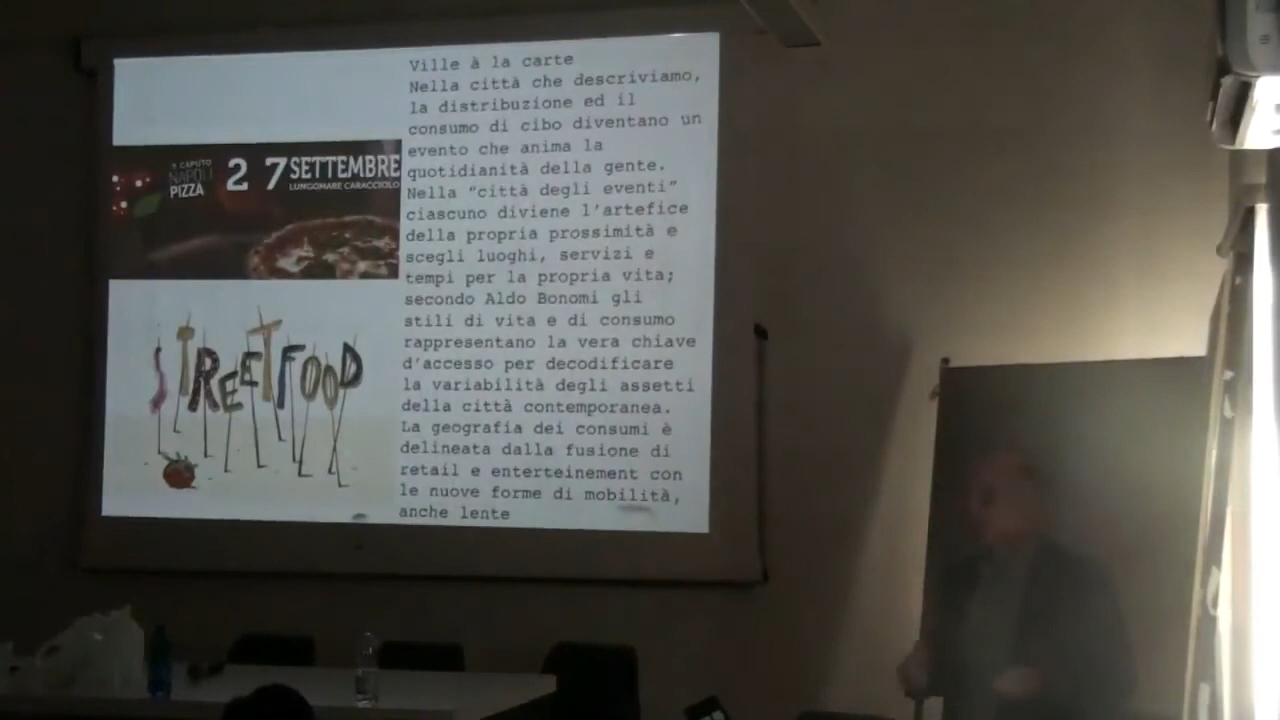 Ville à la carte
Nella città che descriviamo,
la distribuzione ed il
consumo di cibo diventano un
evento che anima la
quotidianità della gente.
Nella “città degli eventi”
ciascuno diviene l’artefice
della propria prossimità e
scegli luoghi, servizi e
tempi per la propria vita;
secondo Aldo Bonomi gli
stili di vita e di consumo
rappresentano la vera chiave
d’accesso per decodificare
la variabilità degli assetti
della città contemporanea.
La geografia dei consumi è
delineata dalla fusione di
retail e enterteinement con
le nuove forme di mobilità,
anche lente
CAPUTO
NAPOLI
PIZZA
2 7 SETTEMBRE
LUNGOMARE CARACCIOLO
STREETFOOD